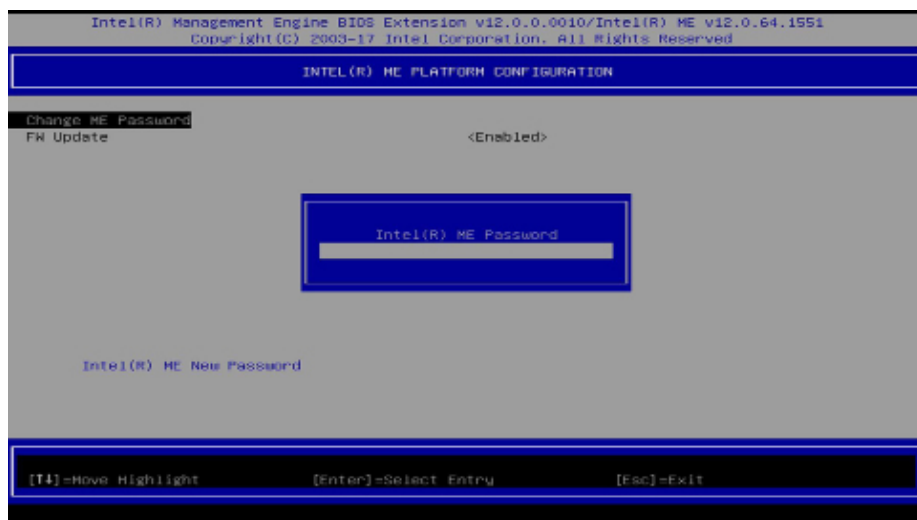 Intel(R) Management Engine BIOS Extension v12.0.0.0010/Intel(R) ME v12.0.64.1551
Copyright(C) 2003-17 Intel Corporation. All Rights Reserved
INTEL(R) ME PLATFORM CONFIGURATION
Change ME Password
FW Update <Enabled>
Intel(R) ME Password
Intel(R) ME New Password
[↑↓]=Move Highlight [Enter]=Select Entry [Esc]=Exit